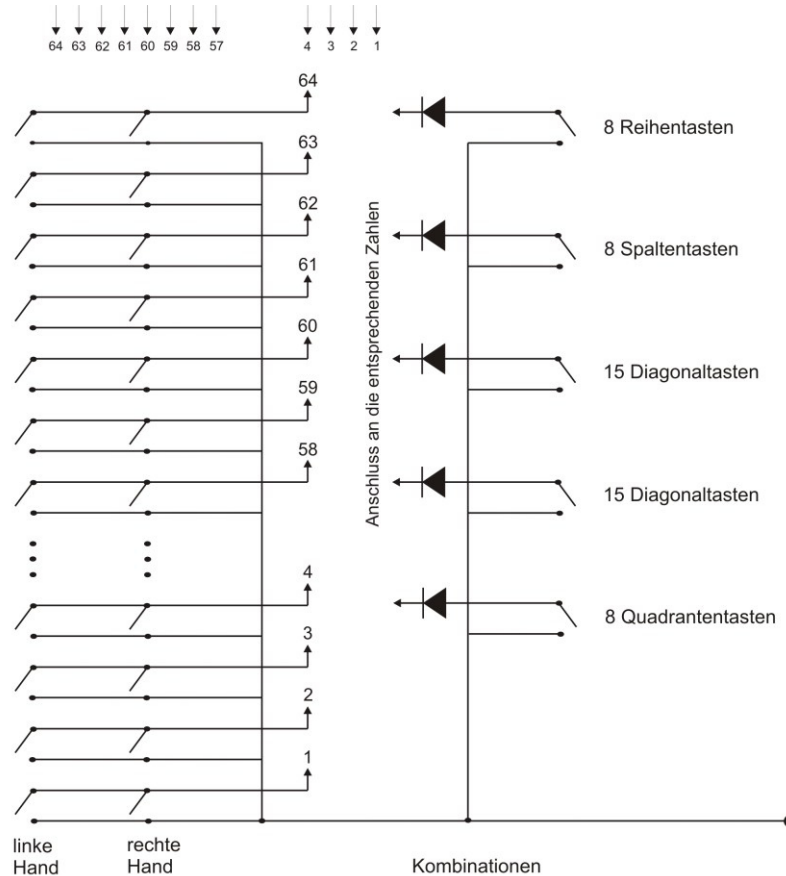 64 63 62 61 60 59 58 57 4 3 2 1
64
8 Reihentasten
63
62
8 Spaltentasten
61
60
15 Diagonaltasten
59
58
15 Diagonaltasten
Anschluss an die entsprechenden Zahlen
4
8 Quadrantentasten
3
2
1
linke
Hand
rechte
Hand
Kombinationen